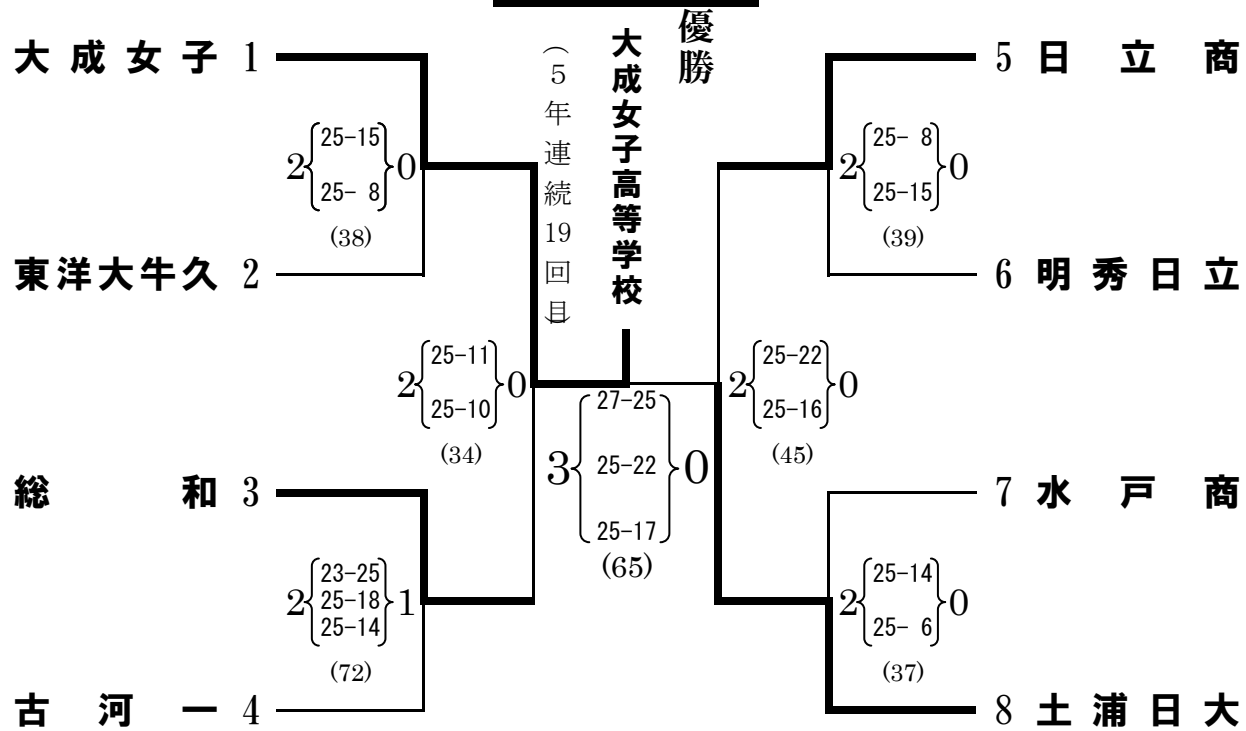 優勝
大成女子高等学校
（5年連続19回目）
大成女子 1
2 25-15 0
25- 8
(38)
東洋大牛久 2
2 25-11 0
25-10
(34)
総和 3
2 23-25 1
25-18
25-14
(72)
古河一 4
27-25
3 25-22 0
25-17
(65)
5 日立商
2 25- 8 0
25-15
(39)
6 明秀日立
2 25-22 0
25-16
(45)
7 水戸商
2 25-14 0
25- 6
(37)
8 土浦日大